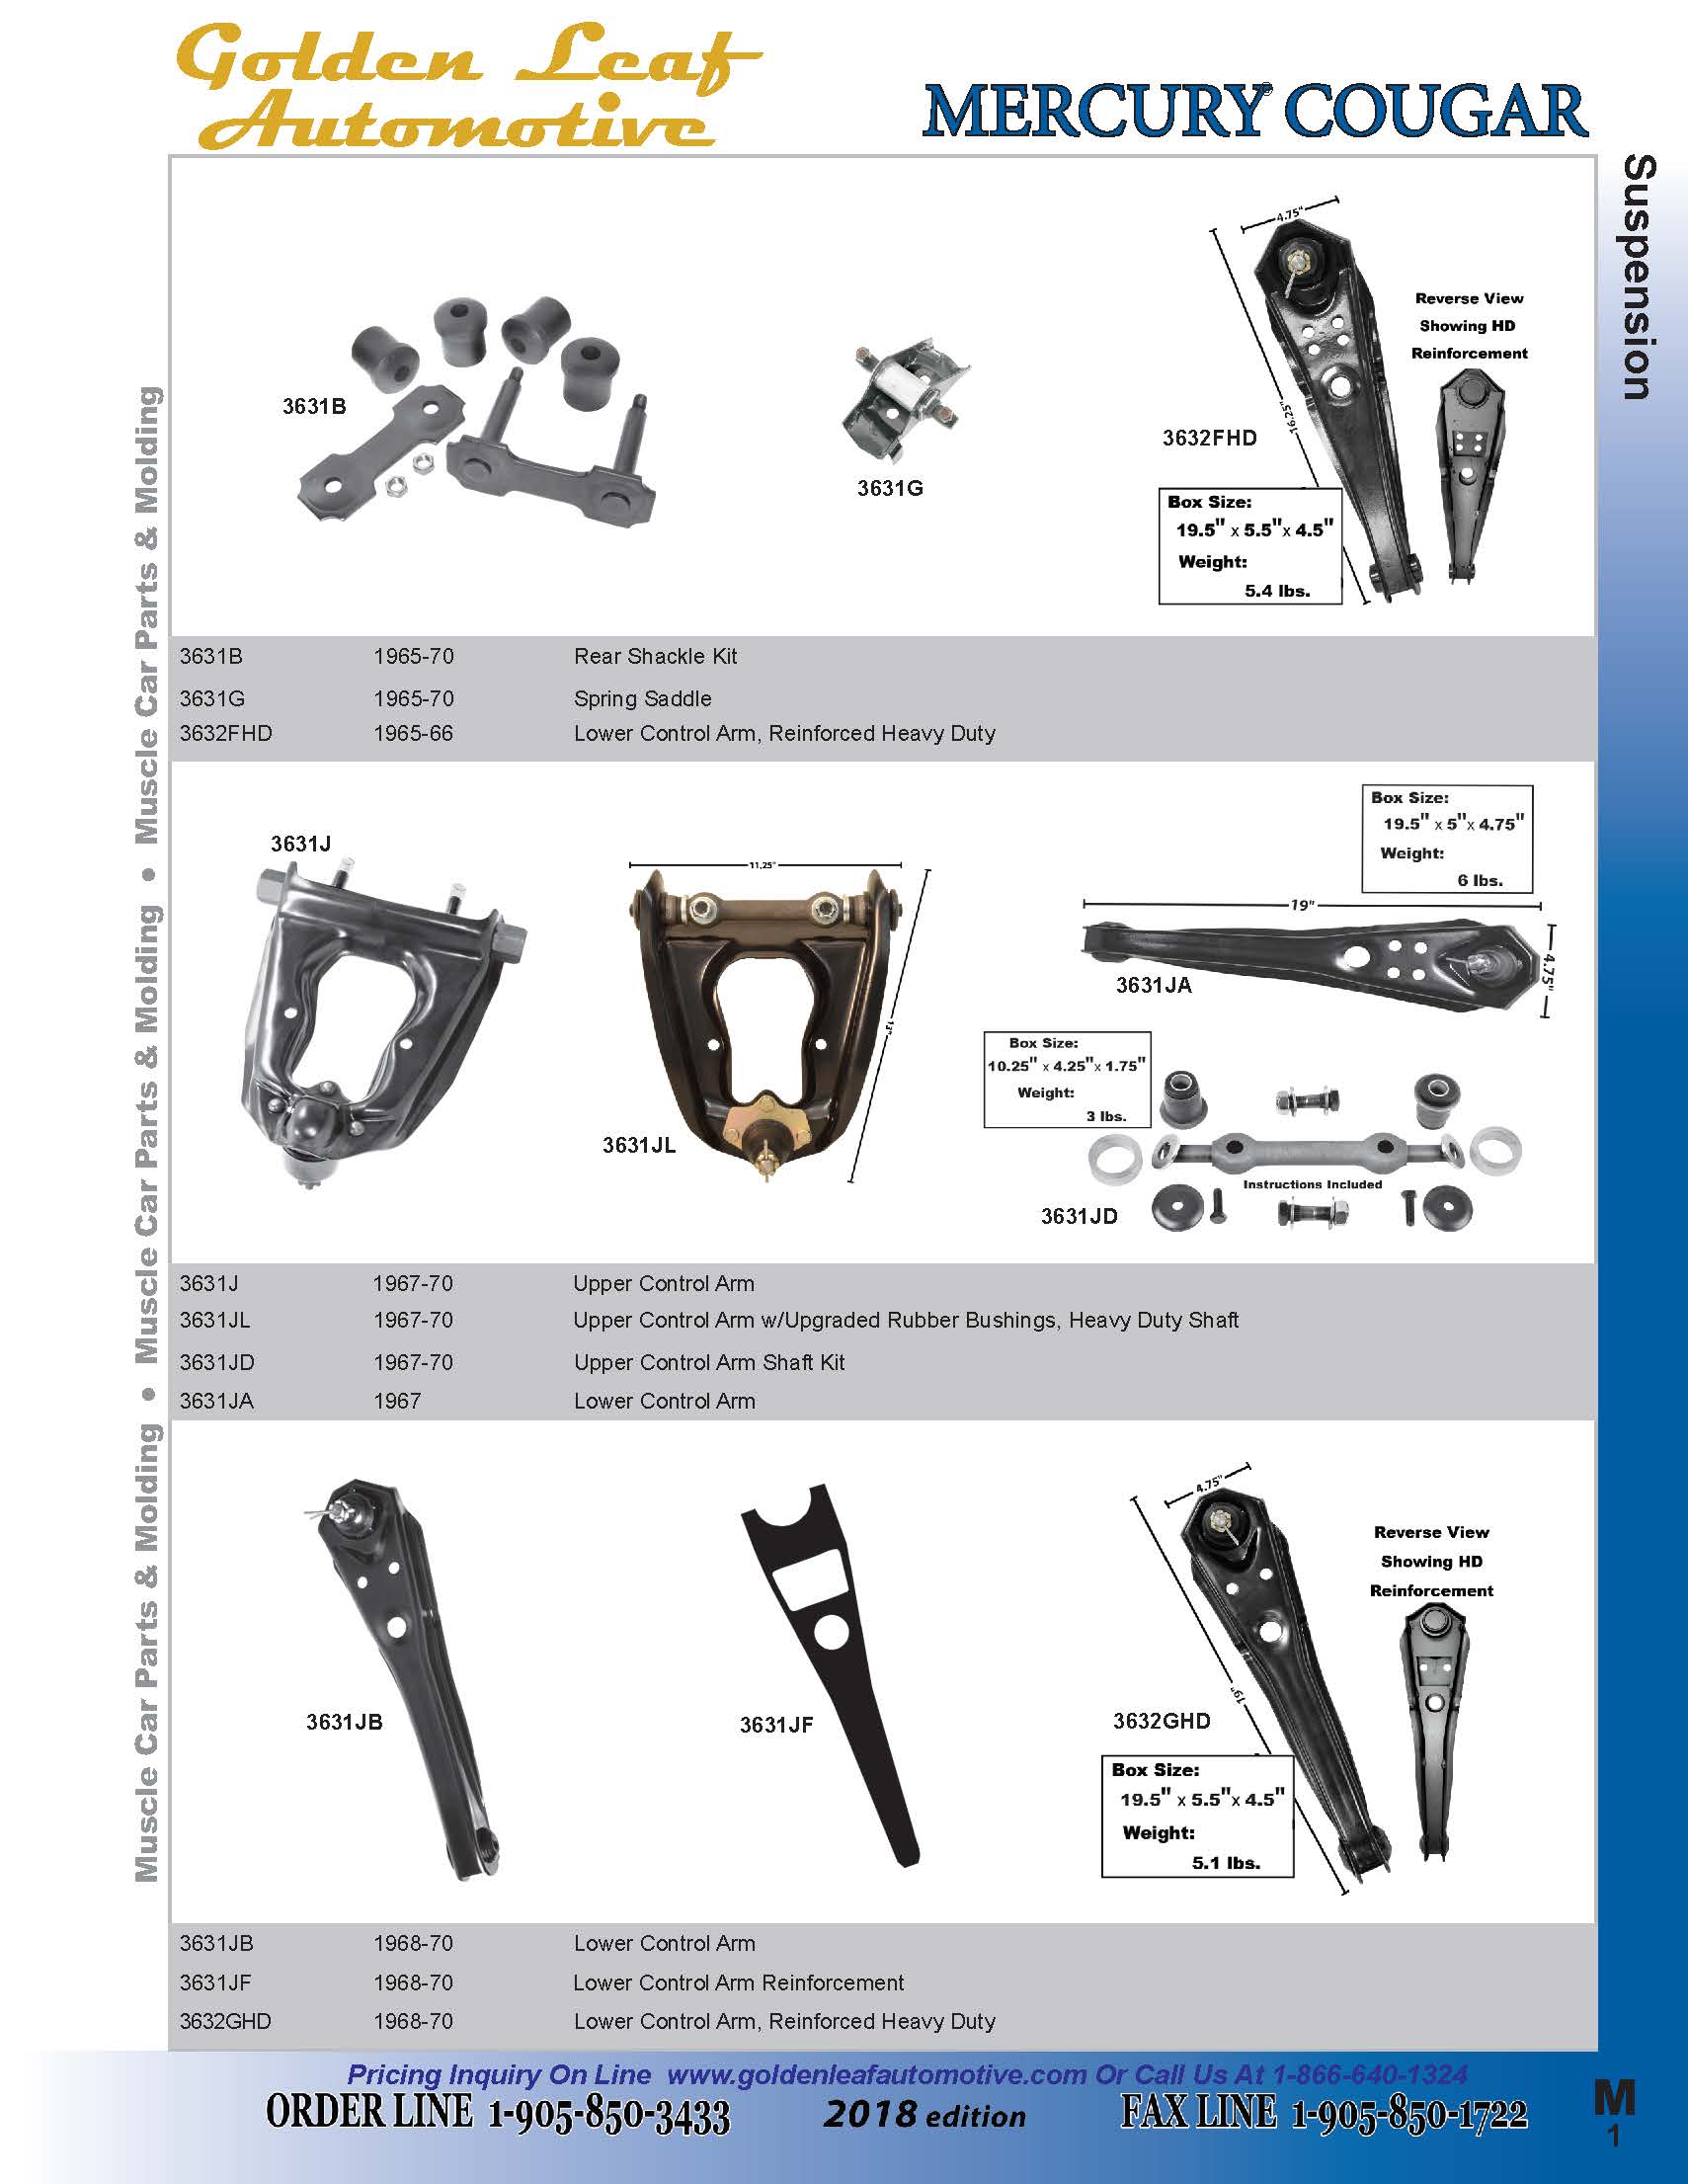 Golden Leaf
Automotive
MERCURY® COUGAR
Suspension
Muscle Car Parts & Molding • Muscle Car Parts & Molding • Muscle Car Parts & Molding
3631B
3631G
4.75"
16.25"
3632FHD
Reverse View
Showing HD
Reinforcement
Box Size:
19.5" x 5.5"x 4.5"
Weight:
5.4 lbs.
3631B 1965-70 Rear Shackle Kit
3631G 1965-70 Spring Saddle
3632FHD 1965-66 Lower Control Arm, Reinforced Heavy Duty
3631J
11.25"
13"
3631JL
Box Size:
19.5" x 5"x 4.75"
Weight:
6 lbs.
19"
4.75"
3631JA
Box Size:
10.25" x 4.25"x 1.75"
Weight:
3 lbs.
Instructions Included
3631JD
3631J 1967-70 Upper Control Arm
3631JL 1967-70 Upper Control Arm w/Upgraded Rubber Bushings, Heavy Duty Shaft
3631JD 1967-70 Upper Control Arm Shaft Kit
3631JA 1967 Lower Control Arm
3631JB
3631JF
4.75"
19"
3632GHD
Reverse View
Showing HD
Reinforcement
Box Size:
19.5" x 5.5"x 4.5"
Weight:
5.1 lbs.
3631JB 1968-70 Lower Control Arm
3631JF 1968-70 Lower Control Arm Reinforcement
3632GHD 1968-70 Lower Control Arm, Reinforced Heavy Duty
Pricing Inquiry On Line www.goldenleafautomotive.com Or Call Us At 1-866-640-1324
ORDER LINE 1-905-850-3433 2018 edition FAX LINE 1-905-850-1722
M
1